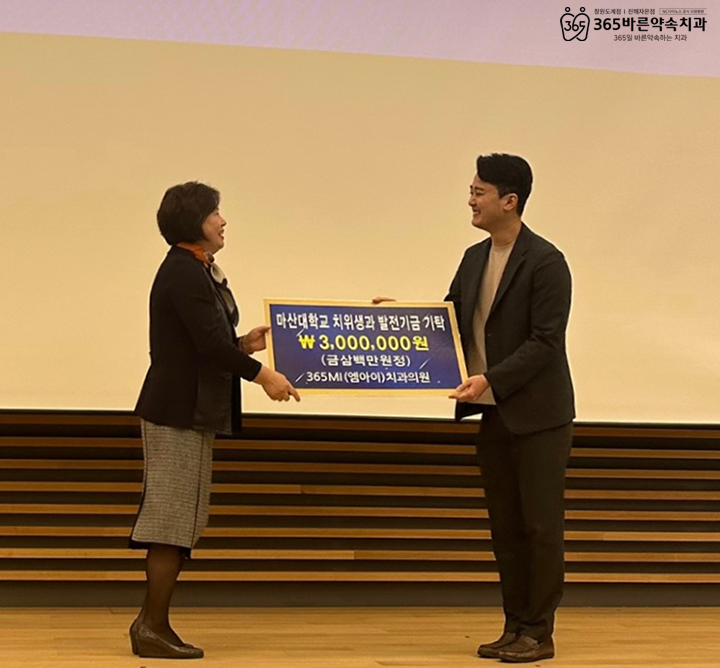 창원도계점 | 진해자은점
365
365바른약속치과
365일 바른약속하는 치과
마산대학교 치위생과 발전기금 기탁
₩3,000,000원
(금삼백만원정)
365MI(엠아이)치과의원